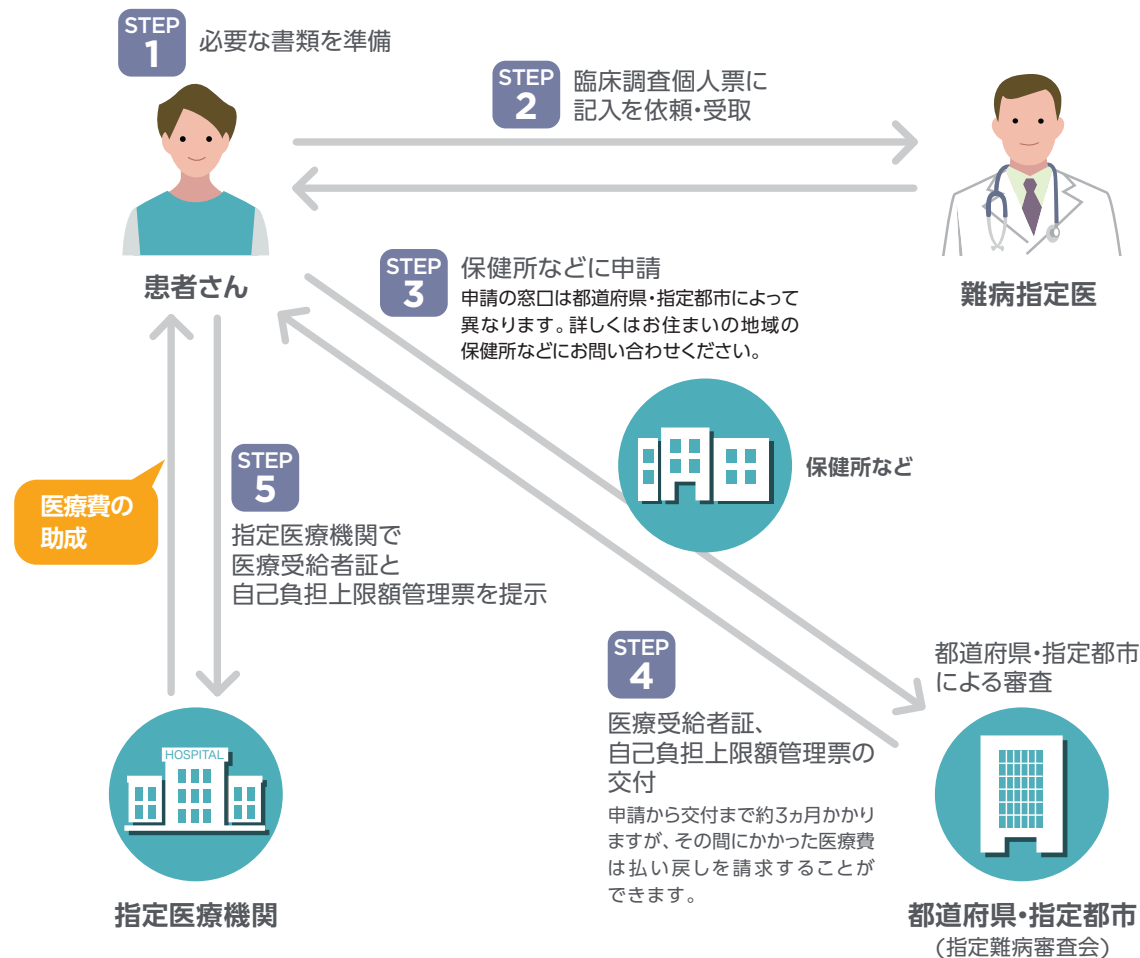 STEP
1
必要な書類を準備
STEP
2
臨床調査個人票に
記入を依頼・受取
患者さん
難病指定医
STEP
3
保健所などに申請
申請の窓口は都道府県・指定都市によって
異なります。詳しくはお住まいの地域の
保健所などにお問い合わせください。
保健所など
医療費の
助成
STEP
5
指定医療機関で
医療受給者証と
自己負担上限額管理票を提示
STEP
4
医療受給者証、
自己負担上限額管理票の
交付
申請から交付まで約3ヵ月かかり
ますが、その間にかかった医療費
は払い戻しを請求することが
できます。
都道府県・指定都市
による審査
HOSPITAL
指定医療機関
都道府県・指定都市
(指定難病審査会)